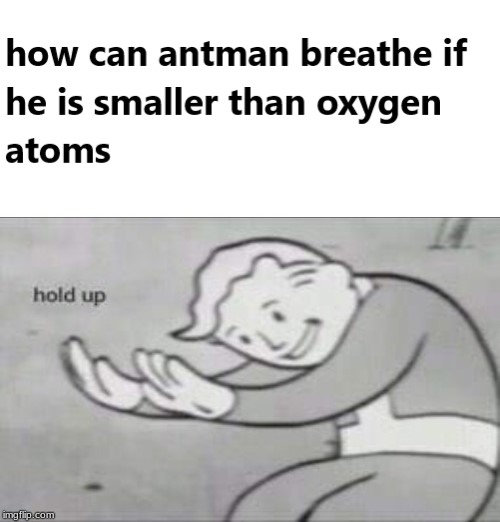 how can antman breathe if
he is smaller than oxygen
atoms
hold up
imgflip.com